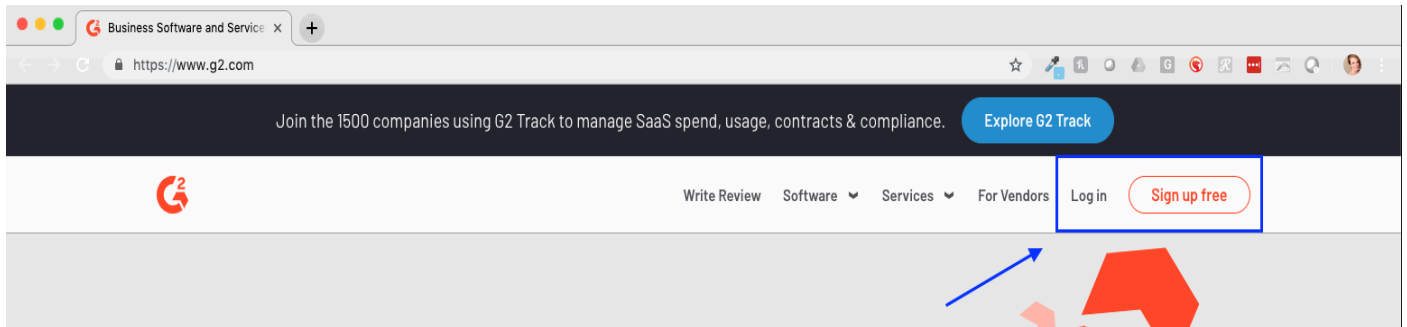 Business Software and Service
https://www.g2.com
Join the 1500 companies using G2 Track to manage SaaS spend, usage, contracts & compliance. Explore G2 Track
G2 Write Review Software Services For Vendors Log in Sign up free